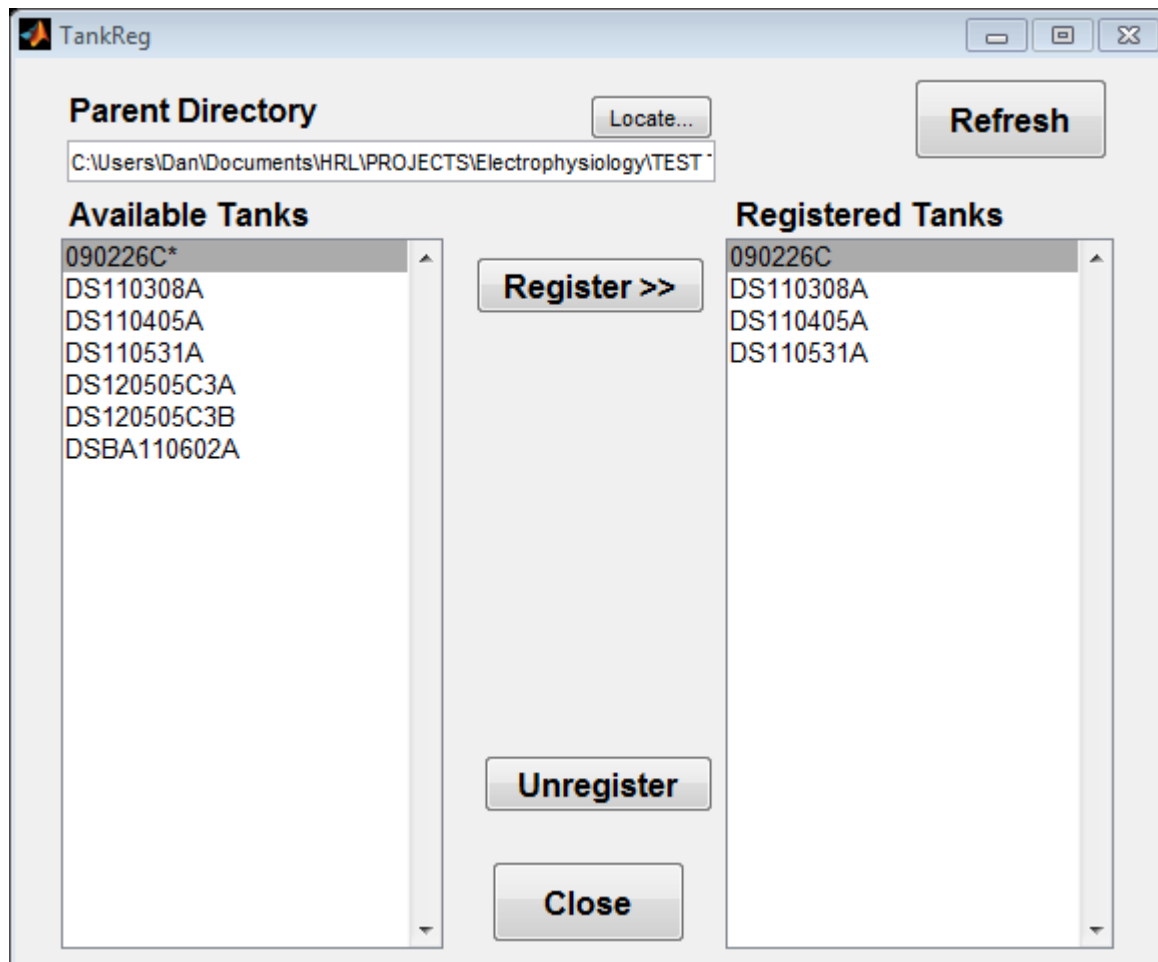 TankReg
Parent Directory
Locate...
Refresh
C:\Users\Dan\Documents\HRL\PROJECTS\Electrophysiology\TEST
Available Tanks
090226C*
DS110308A
DS110405A
DS110531A
DS120505C3A
DS120505C3B
DSBA110602A
Register >>
Unregister
Close
Registered Tanks
090226C
DS110308A
DS110405A
DS110531A